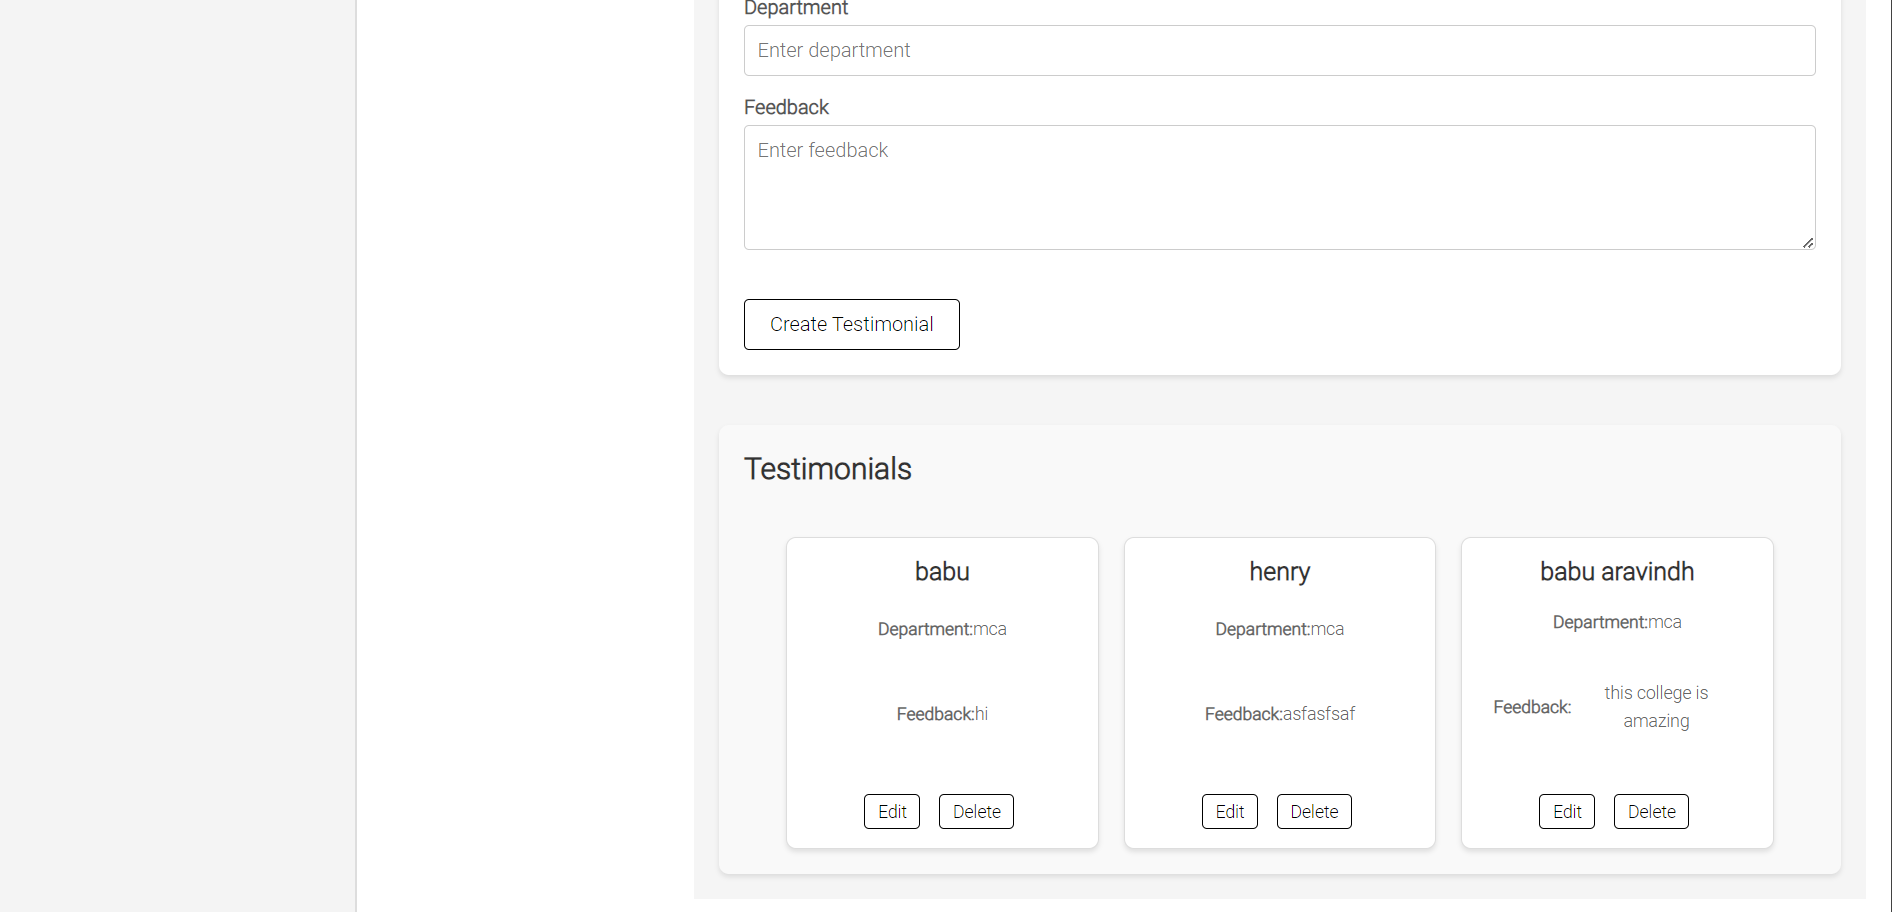 Department
Enter department
Feedback
Enter feedback
Create Testimonial
Testimonials
babu
Department:mca
Feedback:hi
Edit
Delete
henry
Department:mca
Feedback:asfasfsaf
Edit
Delete
babu aravindh
Department:mca
Feedback:
this college is
amazing
Edit
Delete